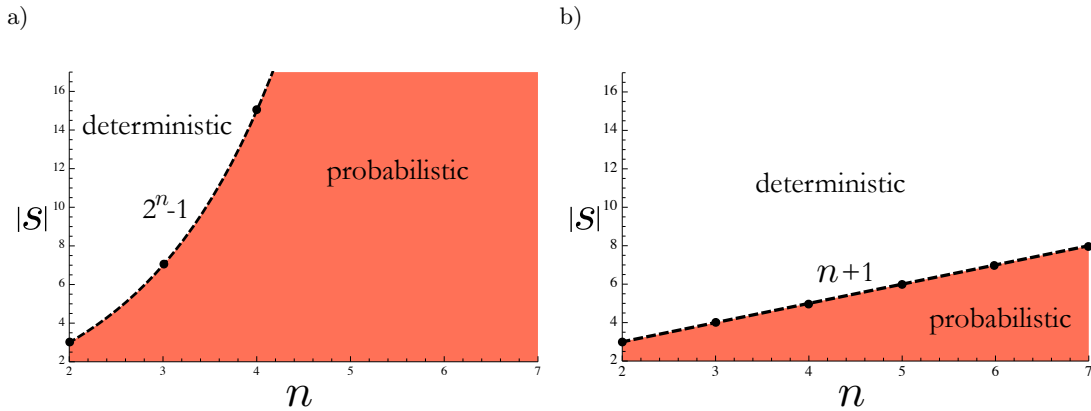 a)
16
14
12
10
8
6
4
2
|S|
deterministic
2^n-1
probabilistic
2 3 4 5 6 7
n
b)
16
14
12
10
8
6
4
2
|S|
deterministic
n+1
probabilistic
2 3 4 5 6 7
n